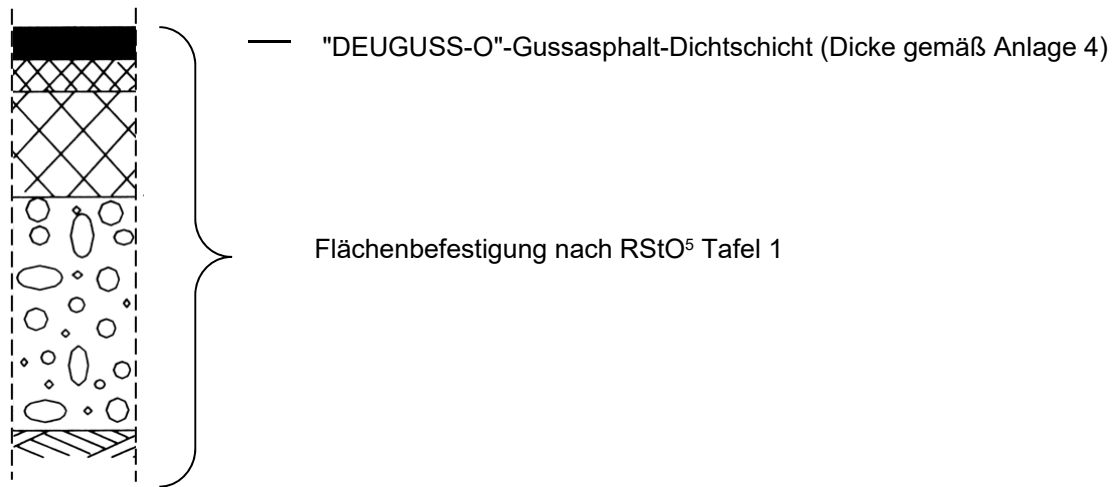 "DEUGUSS-O"-Gussasphalt-Dichtschicht (Dicke gemäß Anlage 4)
Flächenbefestigung nach RStO⁵ Tafel 1